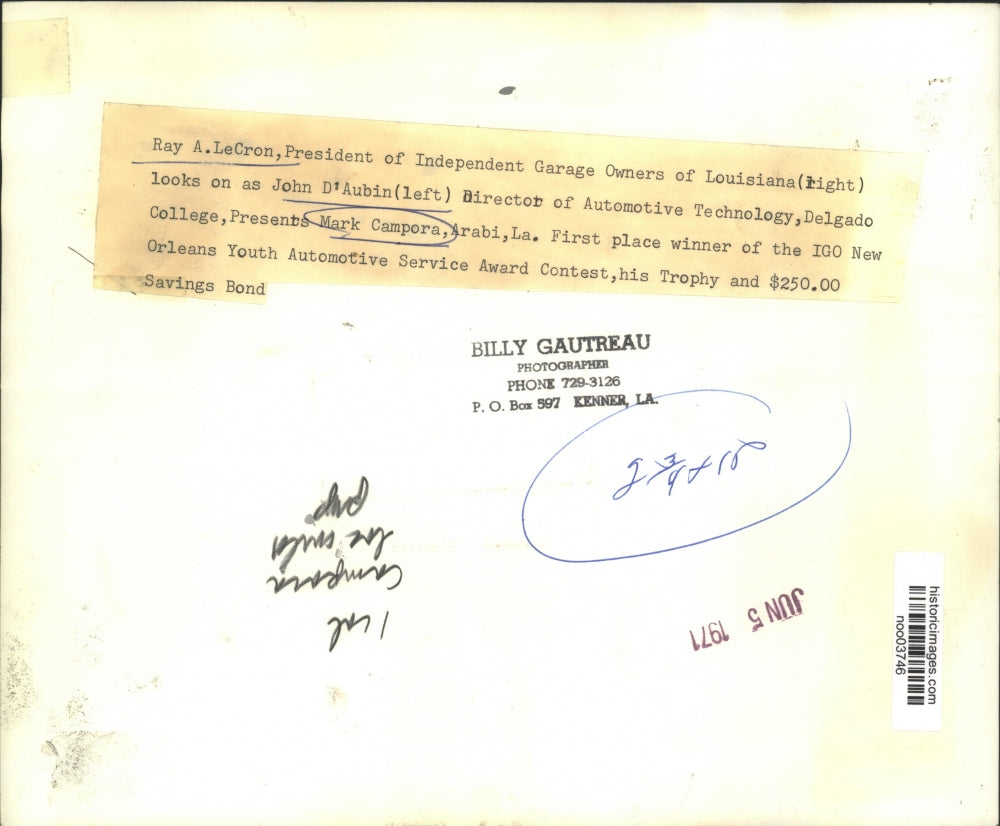 Ray A.LeCron,President of Independent Garage Owners of Louisiana(right)
looks on as John D'Aubin(left) Director of Automotive Technology,Delgado
College,Presents Mark Campora,Arabi,La. First place winner of the IGO New
Orleans Youth Automotive Service Award Contest,his Trophy and $250.00
Savings Bond
BILLY GAUTREAU
PHOTOGRAPHER
PHONE 729-3126
P. O. Box 597 KENNER, LA.
1 col
Campora
JUN 5 1971
historicimages.com
noo03746